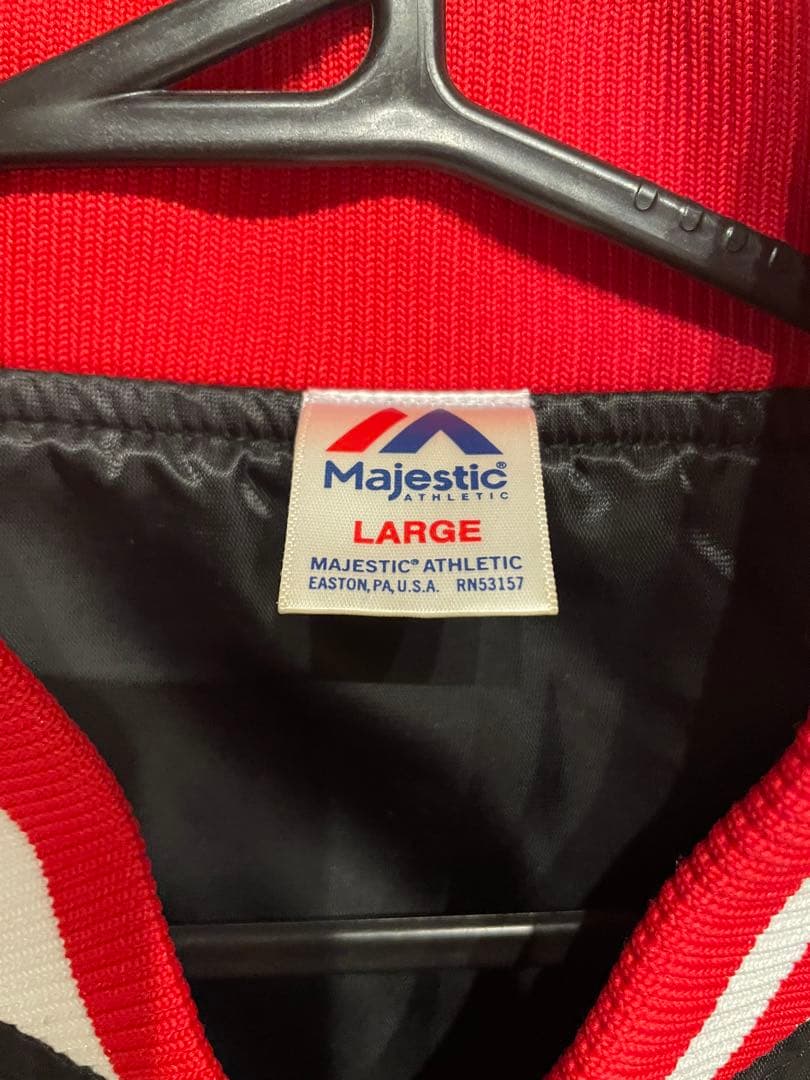 Majestic®
ATHLETIC
LARGE
MAJESTIC® ATHLETIC
EASTON, PA, U.S.A. RN53157